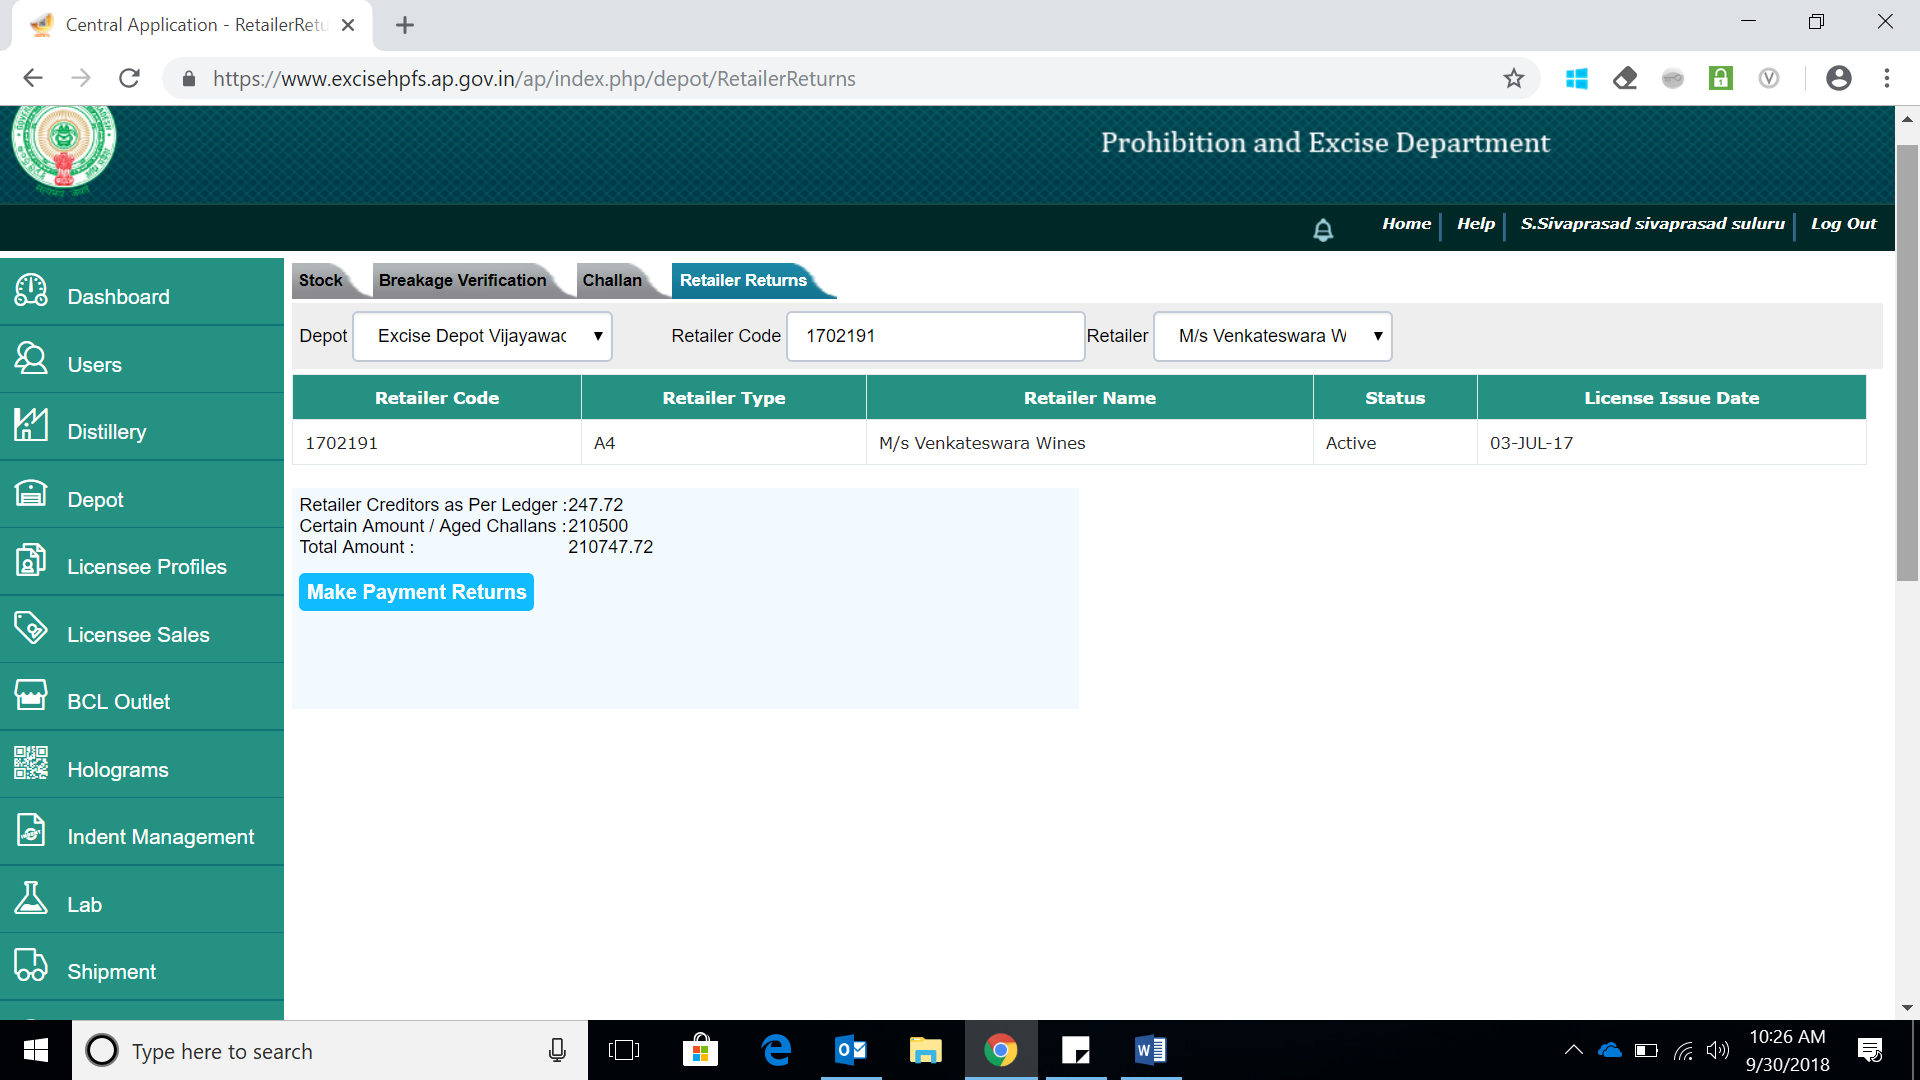 Central Application - RetailerRetu
https://www.excisehpfs.ap.gov.in/ap/index.php/depot/RetailerReturns
Prohibition and Excise Department
Home Help S.Sivaprasad sivaprasad suluru Log Out
Stock Breakage Verification Challan Retailer Returns
Depot Excise Depot Vijayawac Retailer Code 1702191 Retailer M/s Venkateswara W
Retailer Code Retailer Type Retailer Name Status License Issue Date
1702191 A4 M/s Venkateswara Wines Active 03-JUL-17
Retailer Creditors as Per Ledger :247.72
Certain Amount / Aged Challans :210500
Total Amount : 210747.72
Make Payment Returns
Dashboard
Users
Distillery
Depot
Licensee Profiles
Licensee Sales
BCL Outlet
Holograms
Indent Management
Lab
Shipment
Type here to search
10:26 AM
9/30/2018